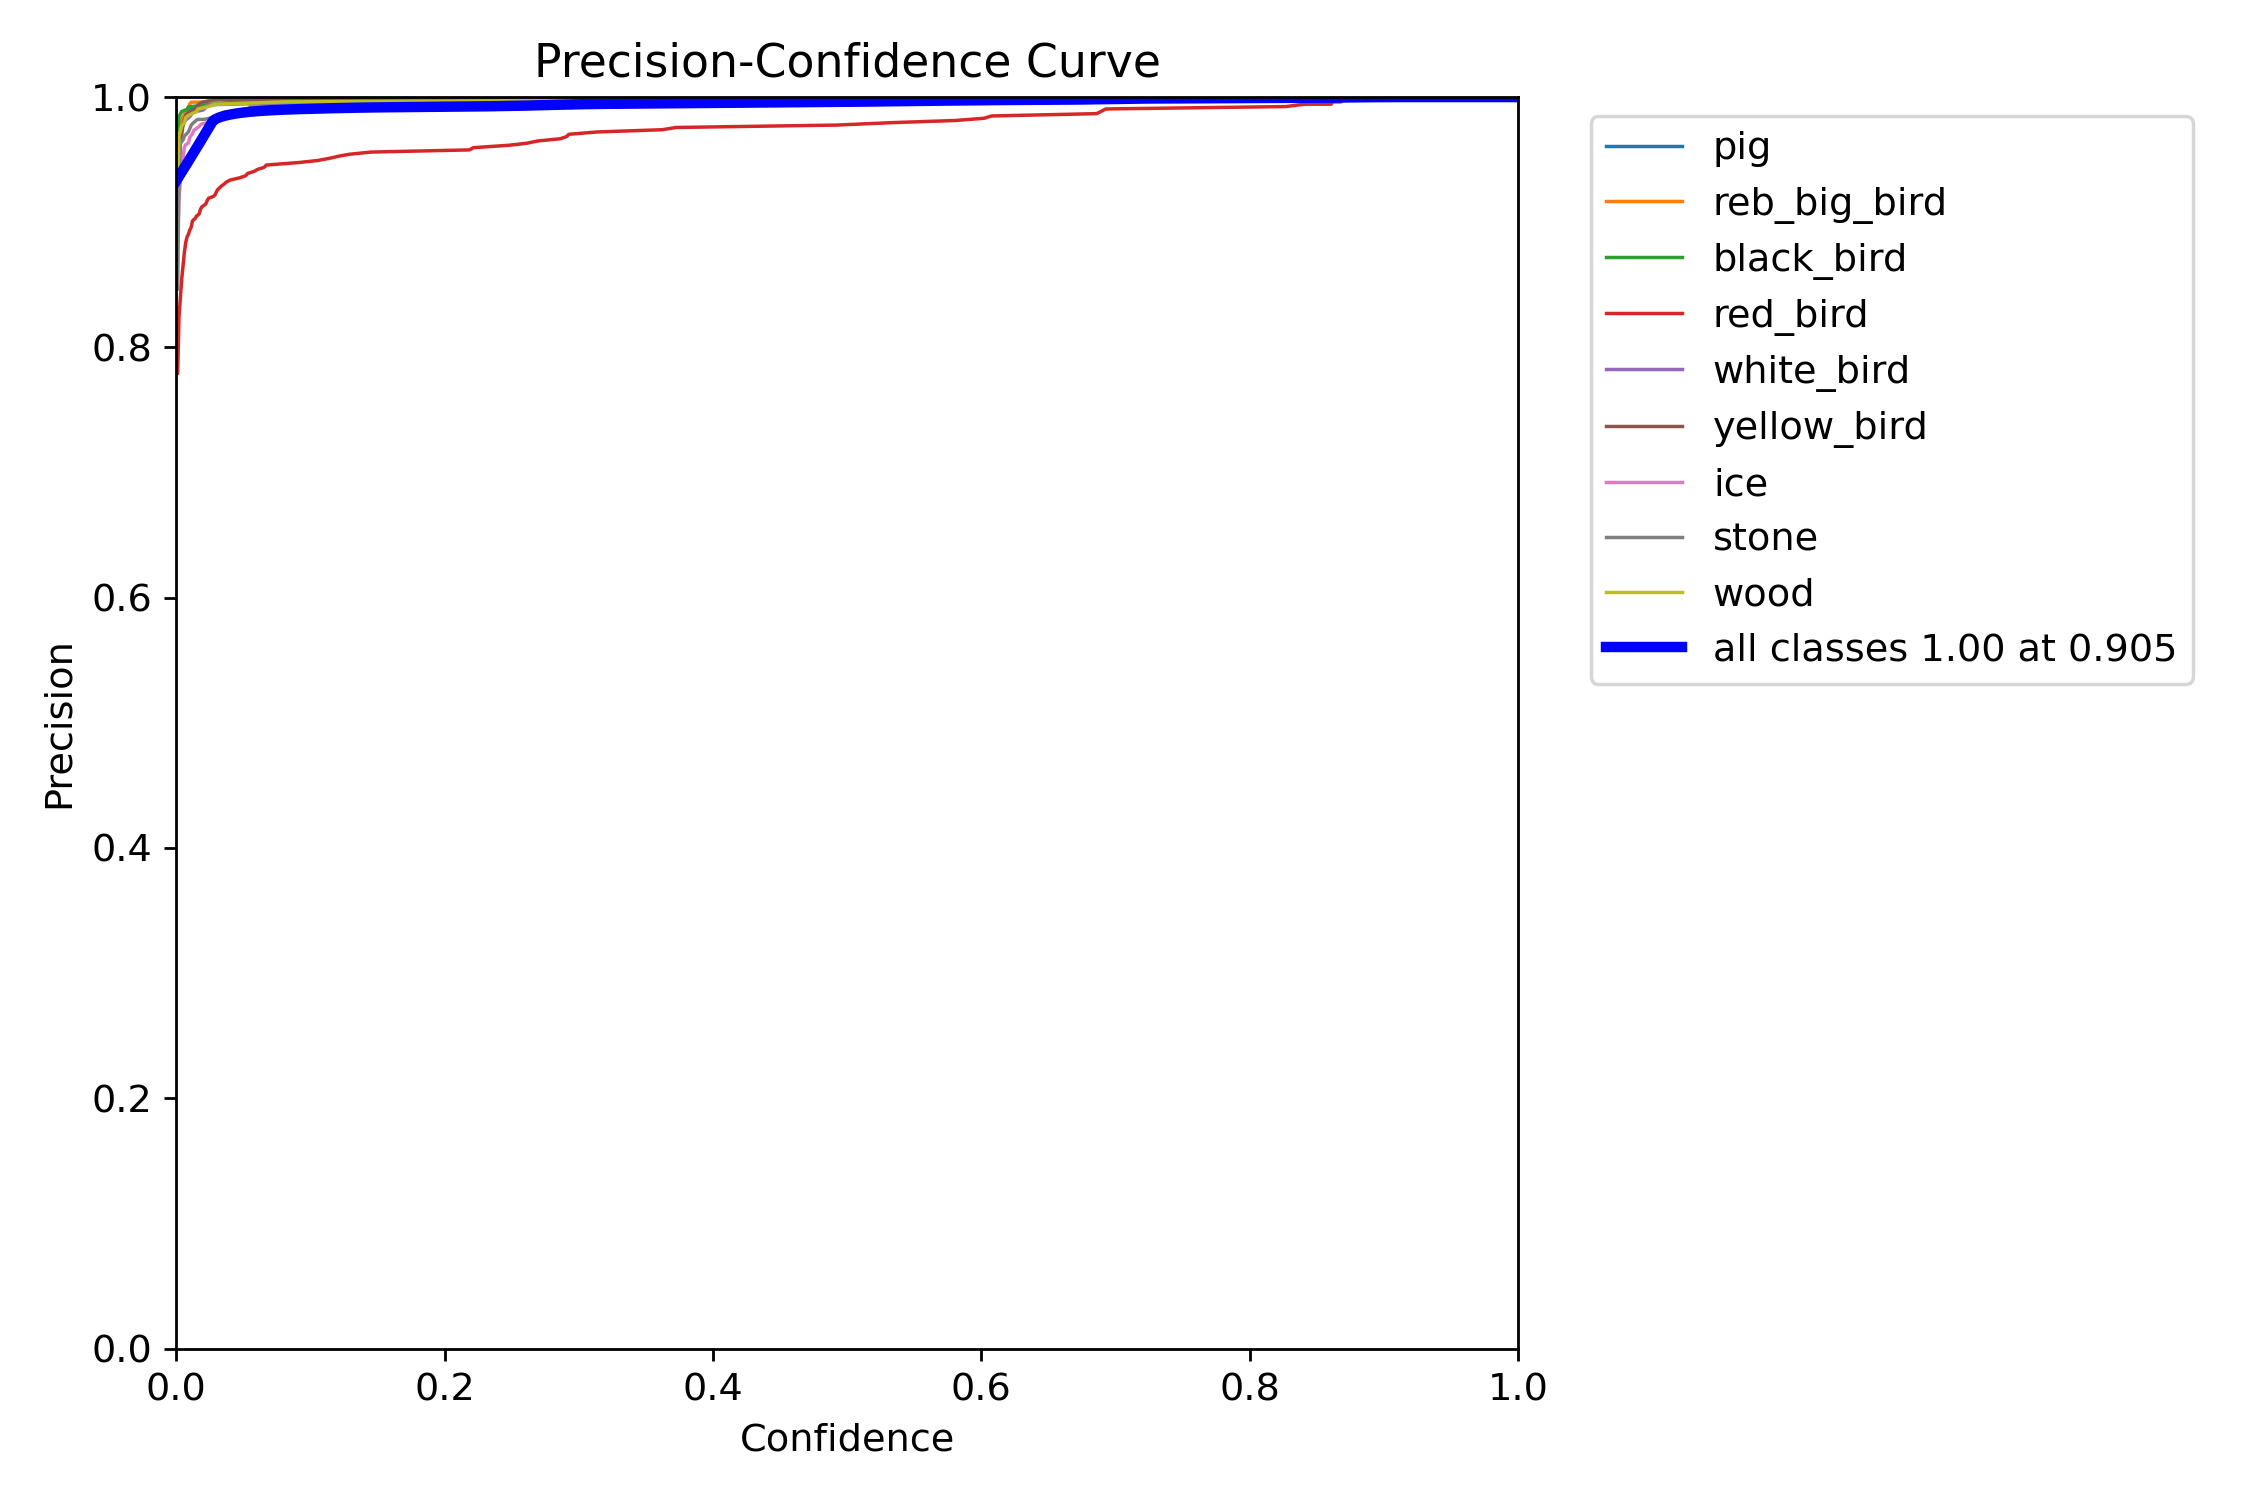 Precision-Confidence Curve
1.0
0.8
0.6
0.4
0.2
0.0
Precision
0.0 0.2 0.4 0.6 0.8 1.0
Confidence
pig
reb_big_bird
black_bird
red_bird
white_bird
yellow_bird
ice
stone
wood
all classes 1.00 at 0.905